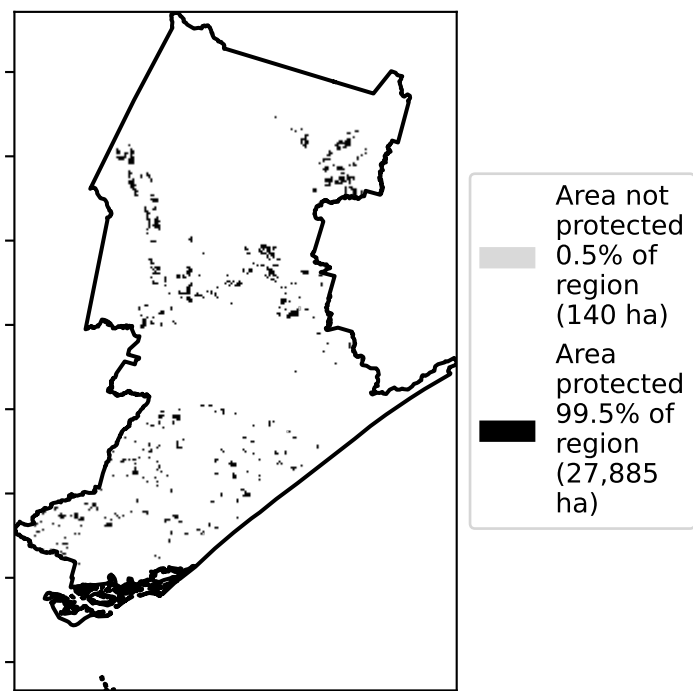 Area not
protected
0.5% of
region
(140 ha)
Area
protected
99.5% of
region
(27,885
ha)